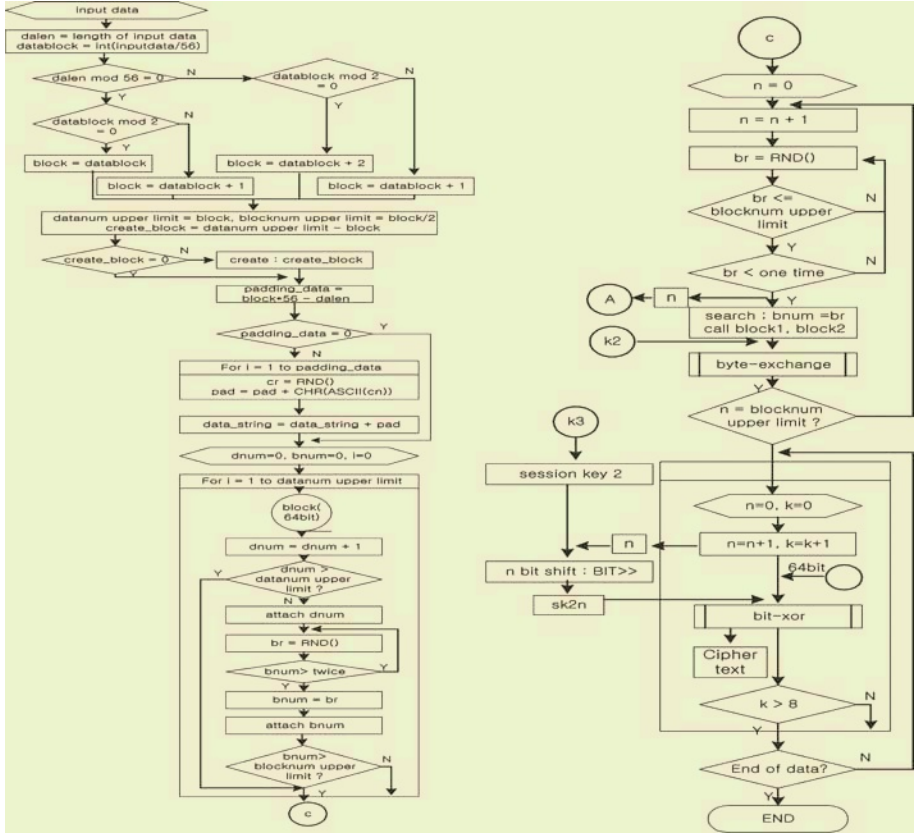 input data
dalen = length of input data
datablock = int(inputdata/56)
dalen mod 56 = 0
N
datablock mod 2
= 0
N
Y
datablock mod 2
= 0
N
Y
Y
block = datablock
block = datablock + 2
block = datablock + 1
block = datablock + 1
datanum upper limit = block, blocknum upper limit = block/2
create_block = datanum upper limit - block
create_block = 0
N
create : create_block
Y
padding_data =
block*56 - dalen
padding_data = 0
Y
N
For i = 1 to padding_data
cr = RND()
pad = pad + CHR(ASCII(cn))
data_string = data_string + pad
dnum=0, bnum=0, i=0
For i = 1 to datanum upper limit
block(
64bit)
dnum = dnum + 1
dnum >
datanum upper
limit ?
Y
N
attach dnum
br = RND()
bnum> twice
Y
Y
bnum = br
attach bnum
bnum>
blocknum upper
limit ?
N
Y
c
c
n = 0
n = n + 1
br = RND()
br <=
blocknum upper
limit
N
Y
br < one time
N
Y
n
A
search : bnum =br
call block1, block2
k2
byte-exchange
Y
n = blocknum
upper limit ?
k3
session key 2
n=0, k=0
n=n+1, k=k+1
n
n bit shift : BIT>>
64bit
sk2n
bit-xor
Cipher
text
k > 8
N
Y
End of data?
N
Y
END